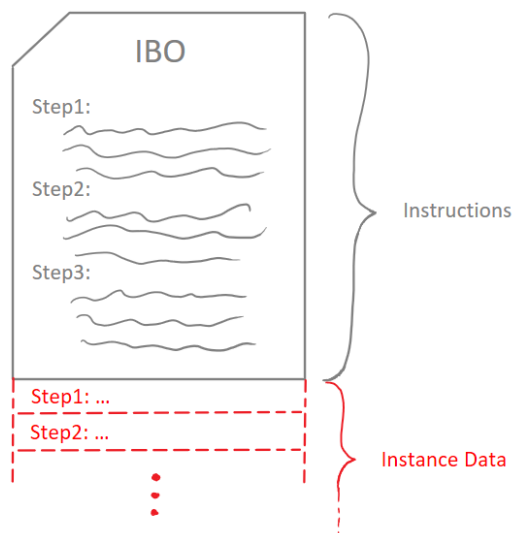 IBO
Step1:
Step2:
Step3:
Instructions
Step1: ...
Step2: ...
Instance Data